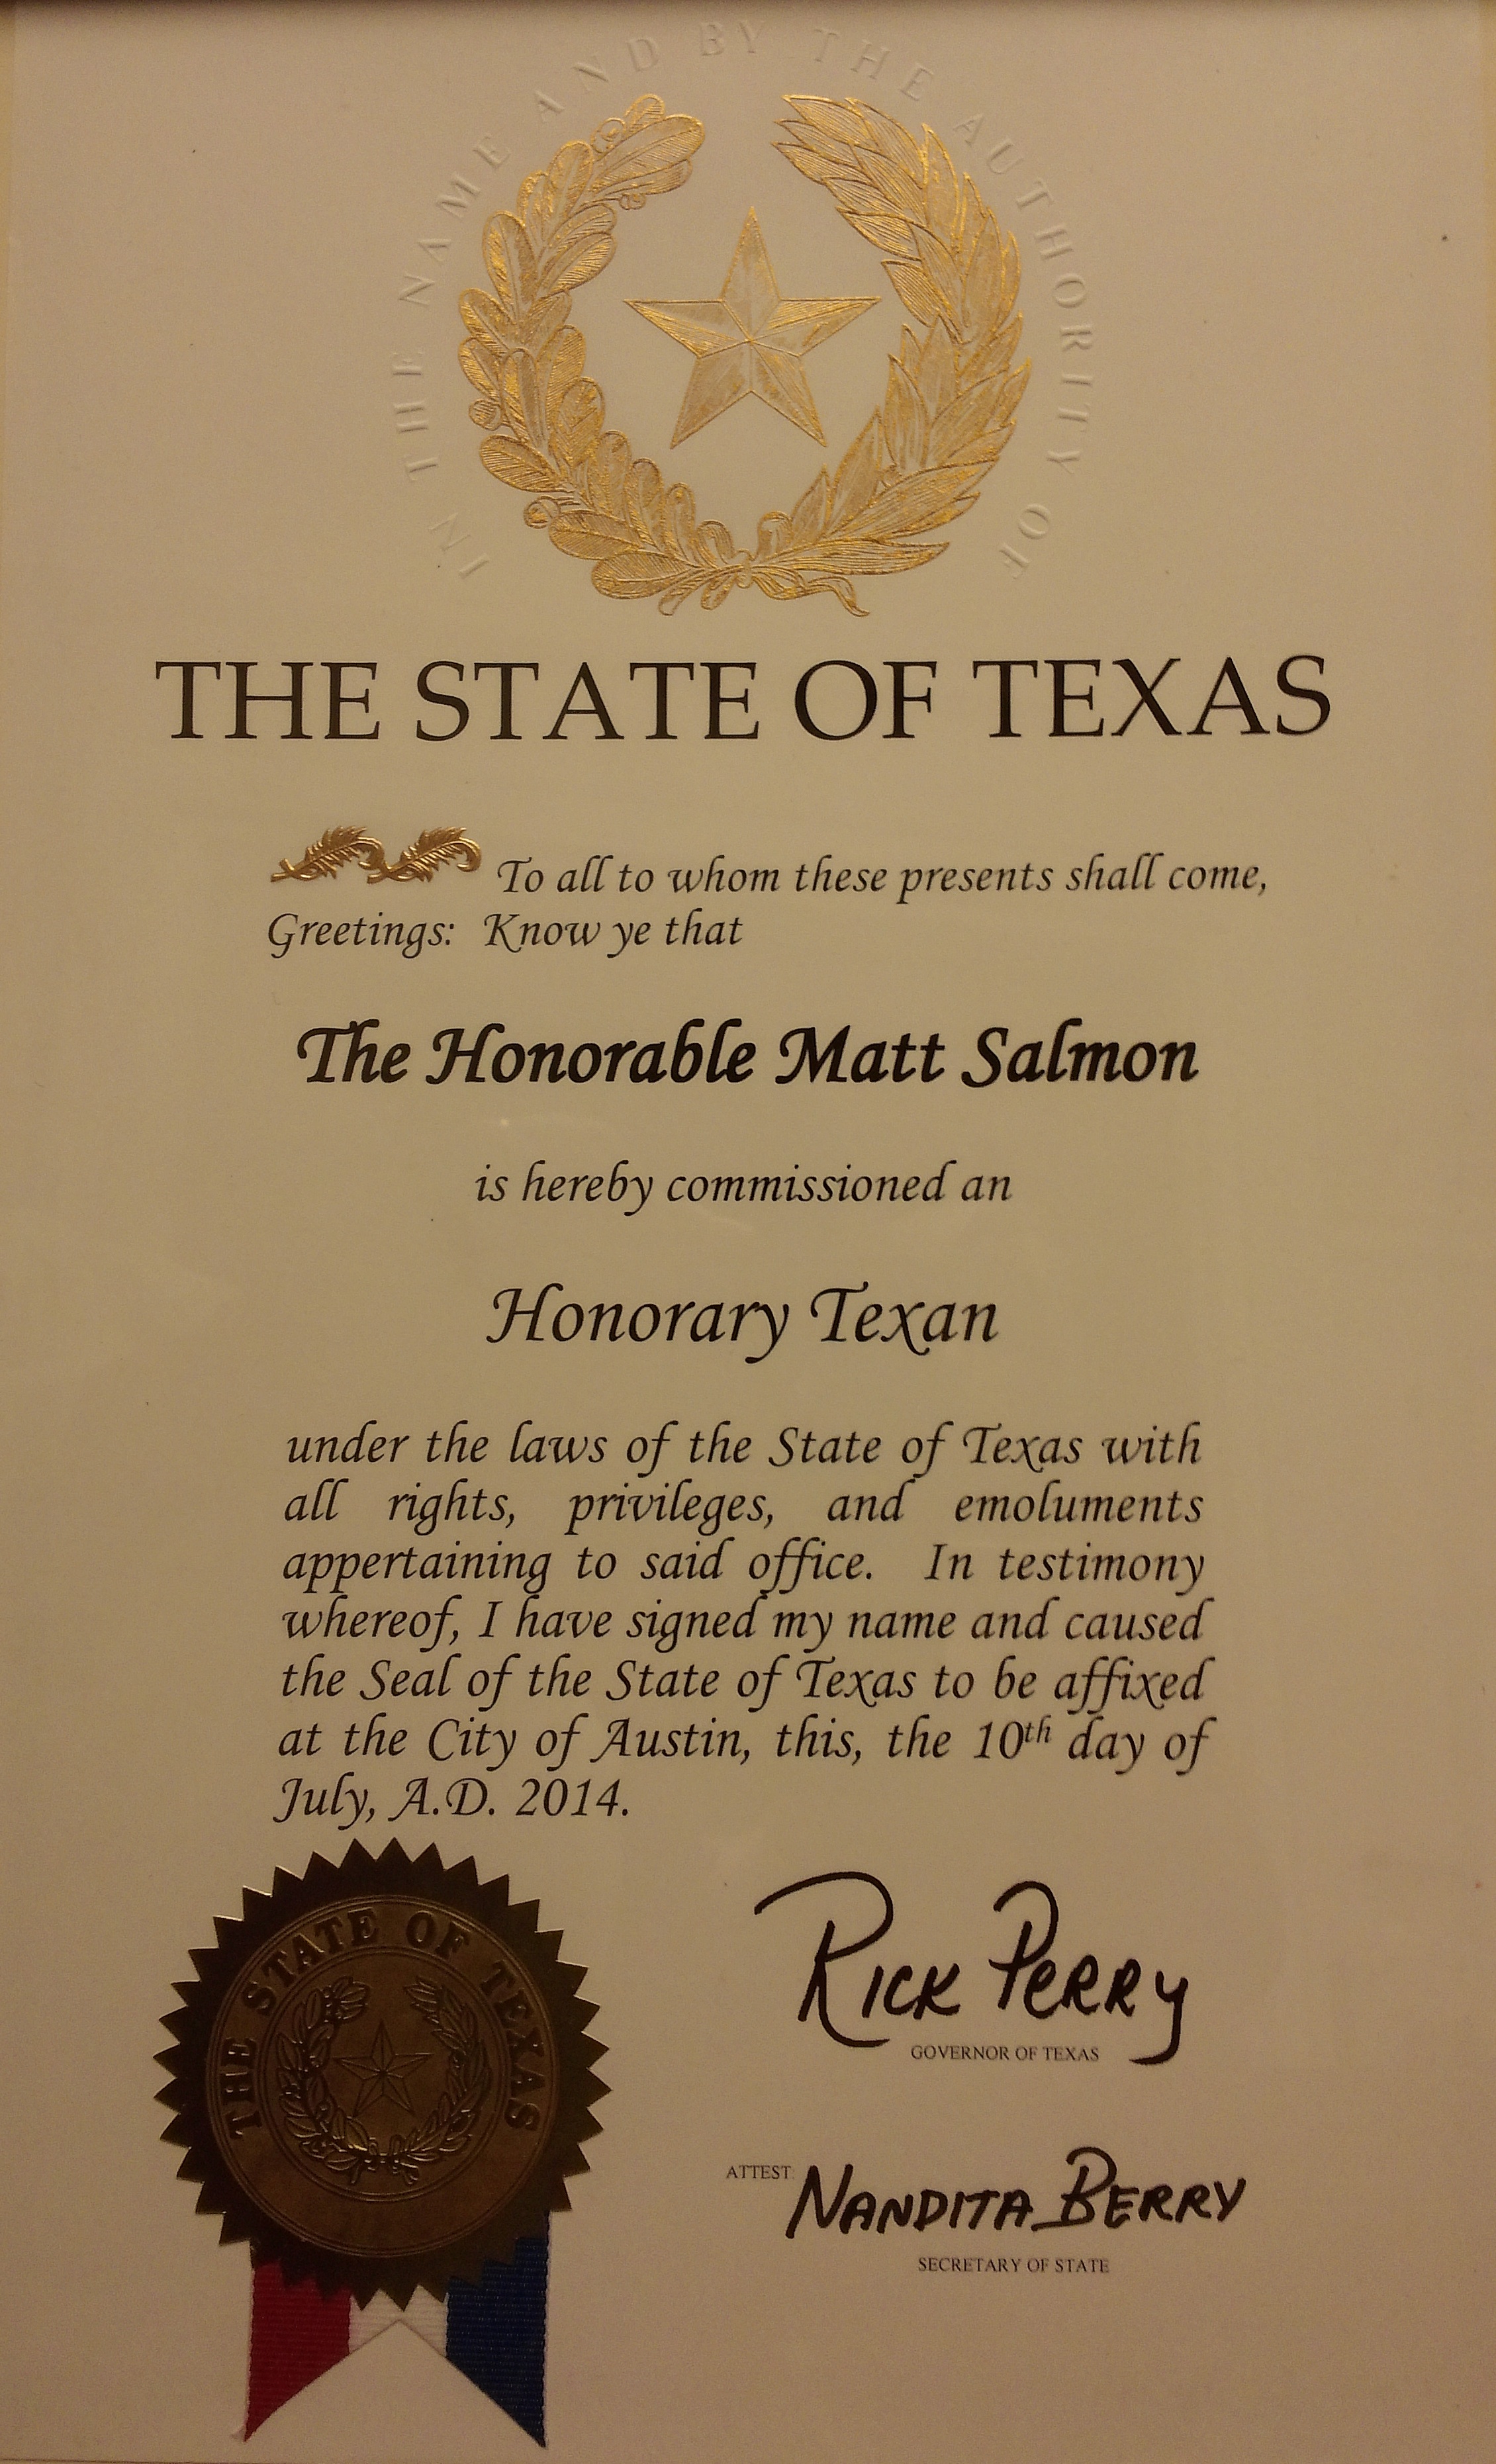 IN THE NAME AND BY THE AUTHORITY OF
THE STATE OF TEXAS
To all to whom these presents shall come,
Greetings: Know ye that
The Honorable Matt Salmon
is hereby commissioned an
Honorary Texan
under the laws of the State of Texas with
all rights, privileges, and emoluments
appertaining to said office. In testimony
whereof, I have signed my name and caused
the Seal of the State of Texas to be affixed
at the City of Austin, this, the 10th day of
July, A.D. 2014.
THE STATE OF TEXAS
RICK PERRY
GOVERNOR OF TEXAS
ATTEST: NANDITA BERRY
SECRETARY OF STATE